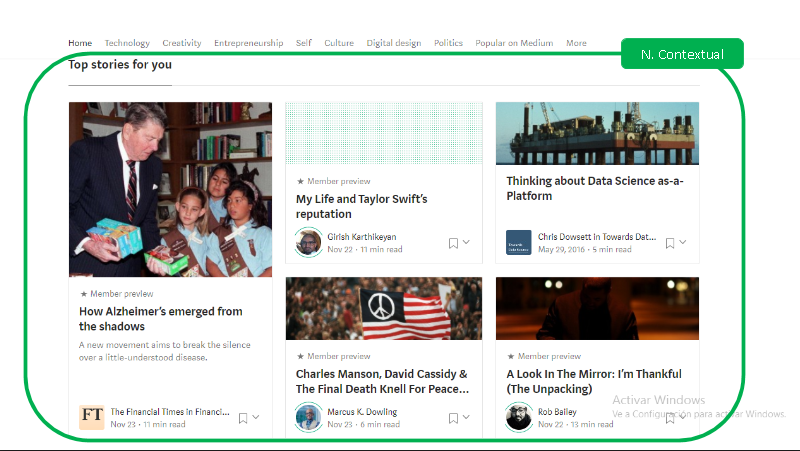 Home Technology Creativity Entrepreneurship Self Culture Digital design Politics Popular on Medium More
N. Contextual
Top stories for you
★ Member preview
How Alzheimer's emerged from
the shadows
A new movement aims to break the silence
over a little-understood disease.
FT
The Financial Times in Financi...
Nov 23 · 11 min read
★ Member preview
My Life and Taylor Swift's
reputation
Girish Karthikeyan
Nov 22 · 11 min read
Thinking about Data Science as-a-
Platform
Chris Dowsett in Towards Dat...
May 29, 2016 · 5 min read
★ Member preview
Charles Manson, David Cassidy &
The Final Death Knell For Peace...
Marcus K. Dowling
Nov 23 · 6 min read
★ Member preview
A Look In The Mirror: I'm Thankful
(The Unpacking)
Rob Bailey
Nov 22 · 13 min read
Activar Windows
Ve a Configuración para activar Windows.